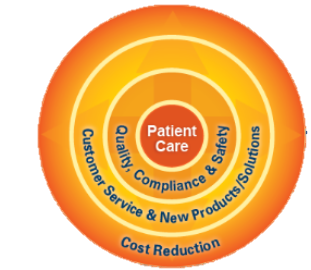 Patient
Care
Quality, Compliance & Safety
Customer Service & New Products/Solutions
Cost Reduction